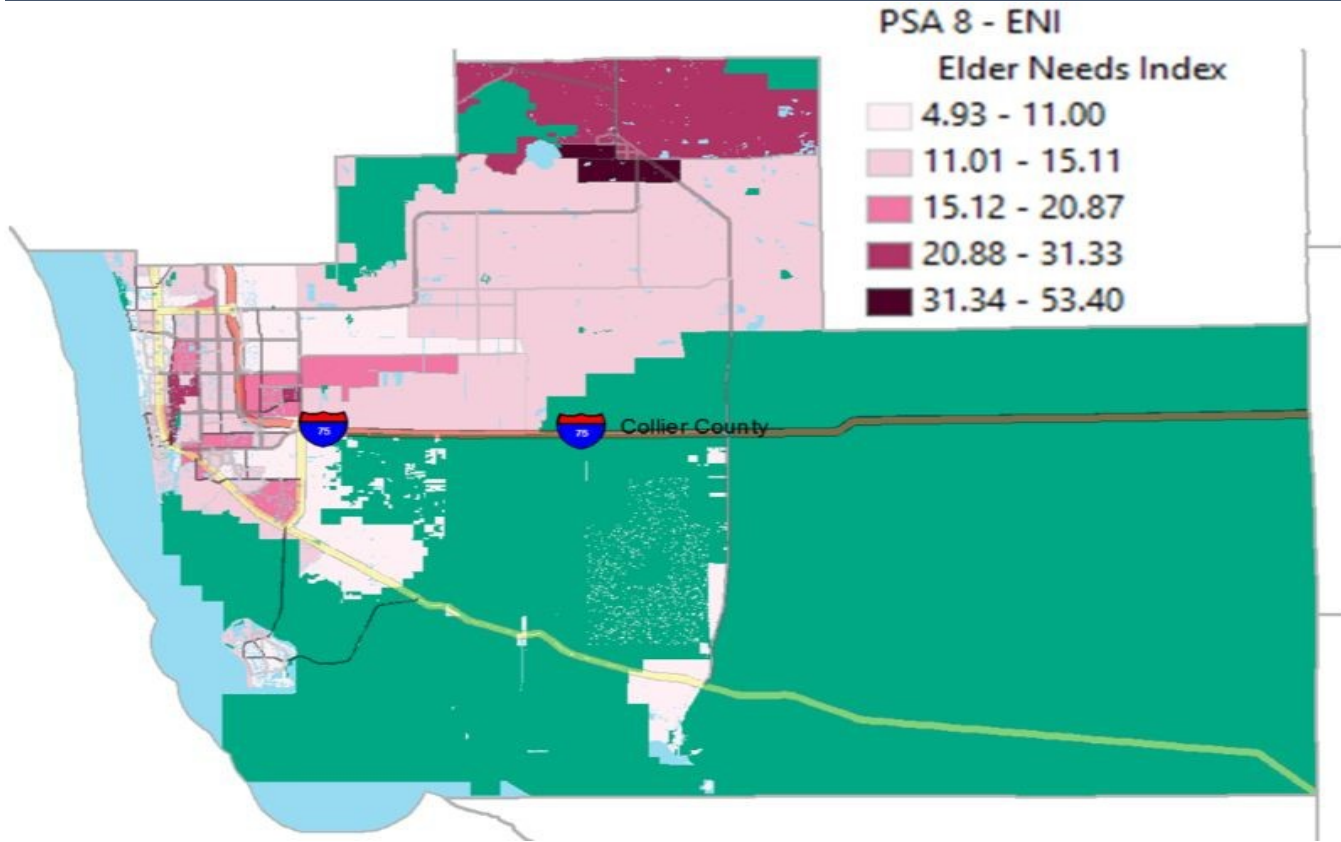 PSA 8 - ENI
Elder Needs Index
4.93 - 11.00
11.01 - 15.11
15.12 - 20.87
20.88 - 31.33
31.34 - 53.40
75
75
Collier County